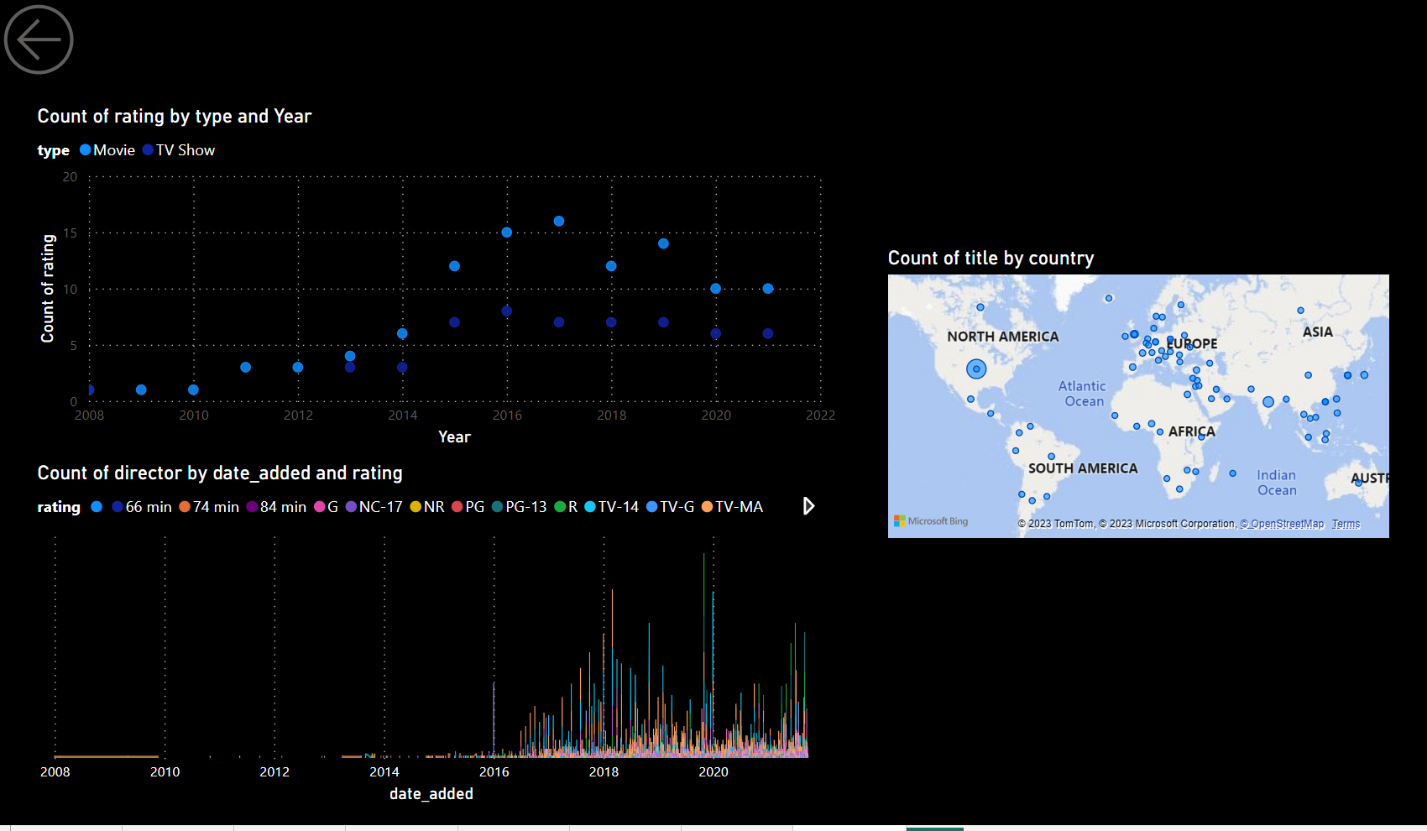 Count of rating by type and Year
type Movie TV Show
20
15
10
5
0
Count of rating
2008 2010 2012 2014 2016 2018 2020 2022
Year
Count of director by date_added and rating
rating 66 min 74 min 84 min G NC-17 NR PG PG-13 R TV-14 TV-G TV-MA
2008 2010 2012 2014 2016 2018 2020
date_added
Count of title by country
NORTH AMERICA
EUROPE
ASIA
Atlantic
Ocean
AFRICA
SOUTH AMERICA
Indian
Ocean
AUSTR
Microsoft Bing
© 2023 TomTom, © 2023 Microsoft Corporation, © OpenStreetMap Terms